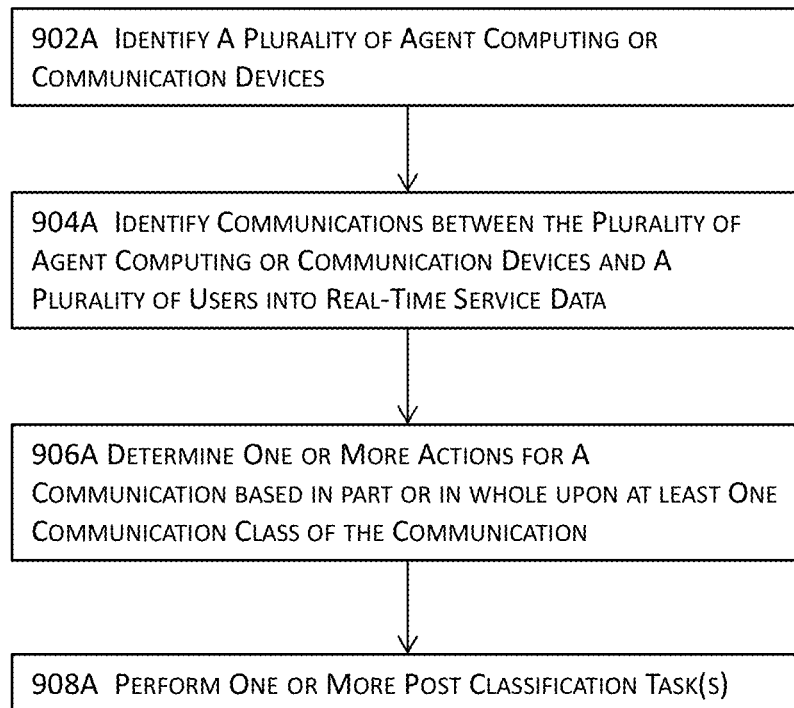 902A Identify A Plurality of Agent Computing or
Communication Devices
904A Identify Communications between the Plurality of
Agent Computing or Communication Devices and A
Plurality of Users into Real-Time Service Data
906A Determine One or More Actions for A
Communication based in part or in whole upon at least One
Communication Class of the Communication
908A Perform One or More Post Classification Task(s)